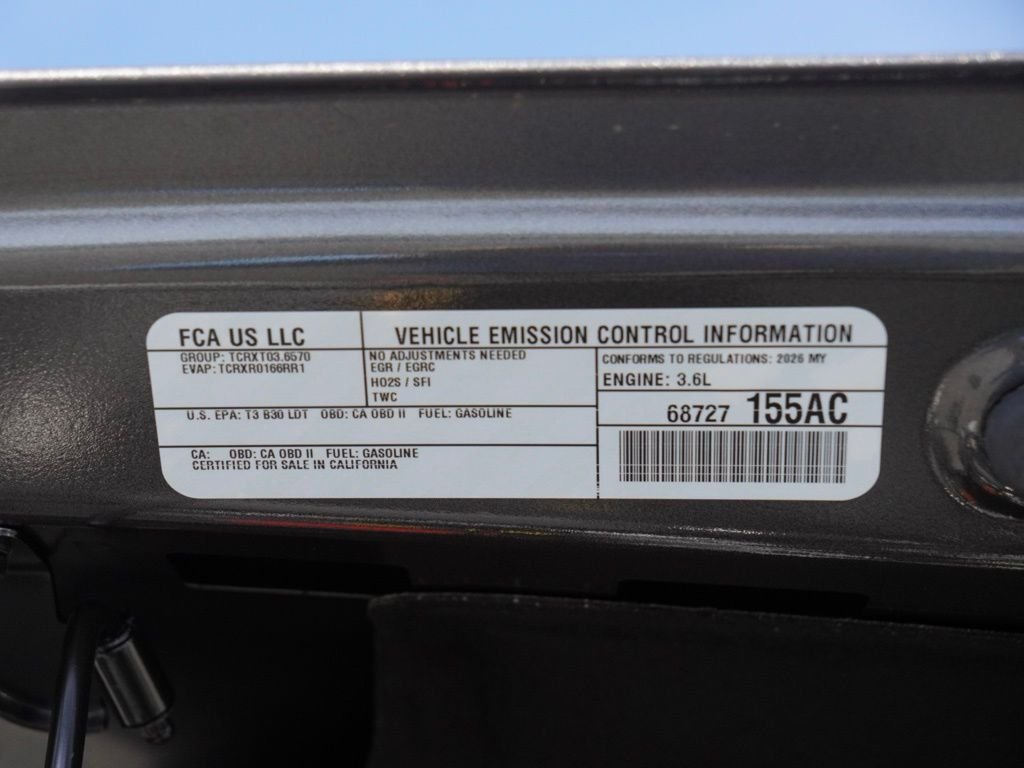 FCA US LLC
VEHICLE EMISSION CONTROL INFORMATION
GROUP: TCRXT03.6570
EVAP: TCRXR0166RR1
NO ADJUSTMENTS NEEDED
EGR / EGRC
HO2S / SFI
TWC
CONFORMS TO REGULATIONS: 2026 MY
ENGINE: 3.6L
U.S. EPA: T3 B30 LDT OBD: CA OBD II FUEL: GASOLINE
68727 155AC
CA: OBD: CA OBD II FUEL: GASOLINE
CERTIFIED FOR SALE IN CALIFORNIA